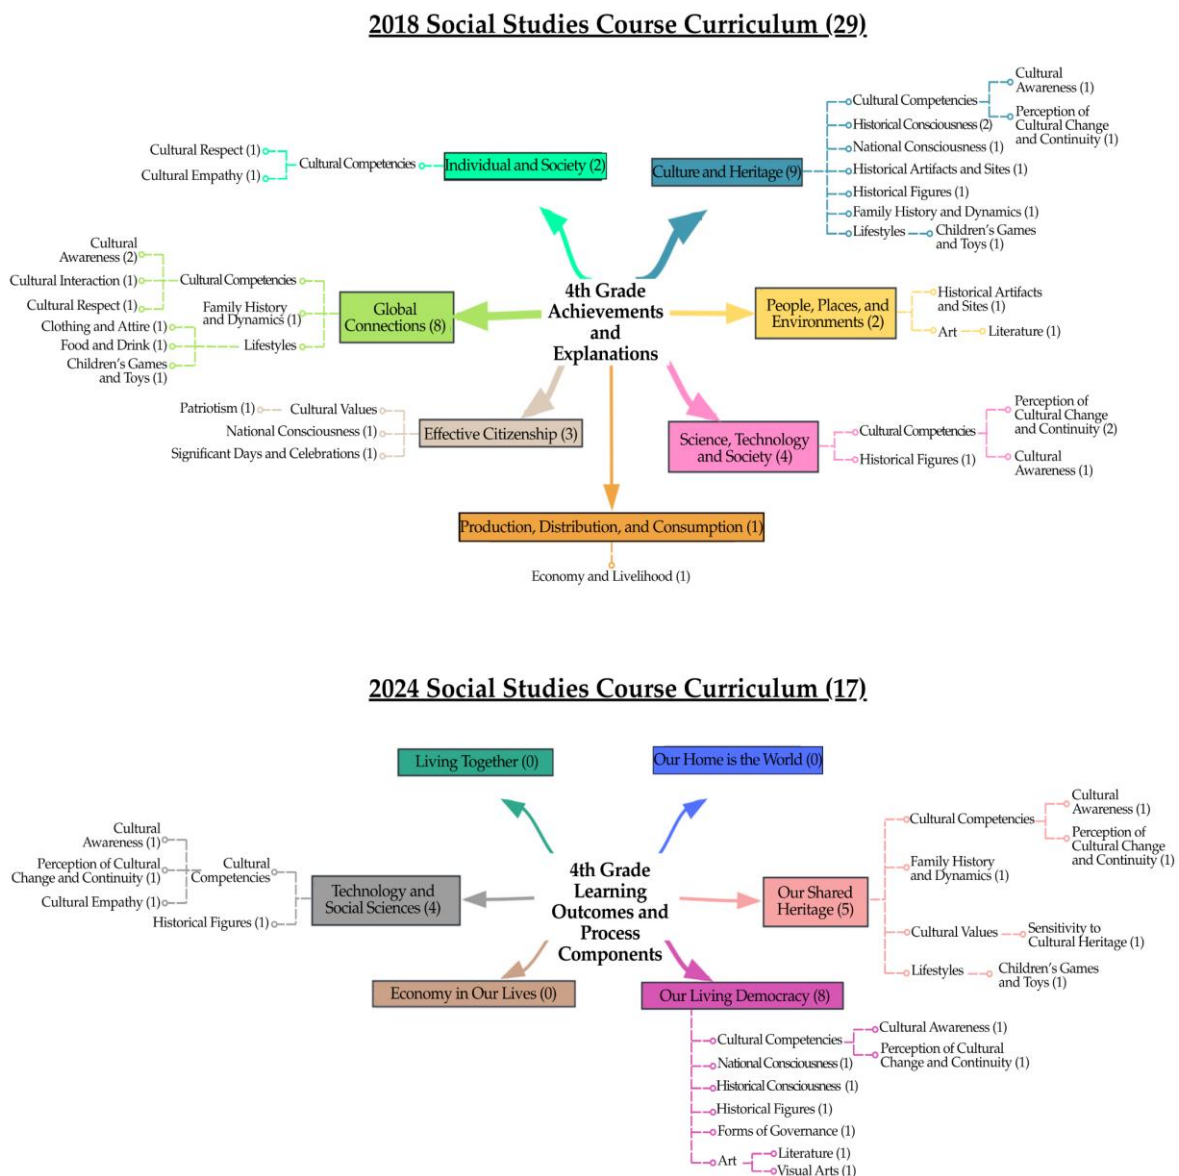 2018 Social Studies Course Curriculum (29)
Cultural Respect (1)
Cultural Empathy (1)
Cultural Competencies
Individual and Society (2)
Culture and Heritage (9)
Cultural Competencies
Cultural
Awareness (1)
Perception of
Cultural Change
and Continuity (1)
Historical Consciousness (2)
National Consciousness (1)
Historical Artifacts and Sites (1)
Historical Figures (1)
Family History and Dynamics (1)
Lifestyles
Children's Games
and Toys (1)
4th Grade
Achievements
and
Explanations
Cultural
Awareness (2)
Cultural Interaction (1)
Cultural Respect (1)
Cultural Competencies
Family History
and Dynamics (1)
Clothing and Attire (1)
Food and Drink (1)
Children's Games
and Toys (1)
Lifestyles
Global
Connections (8)
People, Places, and
Environments (2)
Historical Artifacts
and Sites (1)
Art
Literature (1)
Patriotism (1)
Cultural Values
National Consciousness (1)
Significant Days and Celebrations (1)
Effective Citizenship (3)
Science, Technology
and Society (4)
Cultural Competencies
Perception of
Cultural Change
and Continuity (2)
Cultural
Awareness (1)
Historical Figures (1)
Production, Distribution, and Consumption (1)
Economy and Livelihood (1)
2024 Social Studies Course Curriculum (17)
Living Together (0)
Our Home is the World (0)
4th Grade
Learning
Outcomes and
Process
Components
Cultural
Awareness (1)
Perception of Cultural
Change and Continuity (1)
Cultural Empathy (1)
Cultural
Competencies
Historical Figures (1)
Technology and
Social Sciences (4)
Our Shared
Heritage (5)
Cultural Competencies
Cultural
Awareness (1)
Perception of
Cultural Change
and Continuity (1)
Family History
and Dynamics (1)
Cultural Values
Sensitivity to
Cultural Heritage (1)
Lifestyles
Children's Games
and Toys (1)
Economy in Our Lives (0)
Our Living Democracy (8)
Cultural Competencies
Cultural Awareness (1)
Perception of Cultural
Change and Continuity (1)
National Consciousness (1)
Historical Consciousness (1)
Historical Figures (1)
Forms of Governance (1)
Art
Literature (1)
Visual Arts (1)